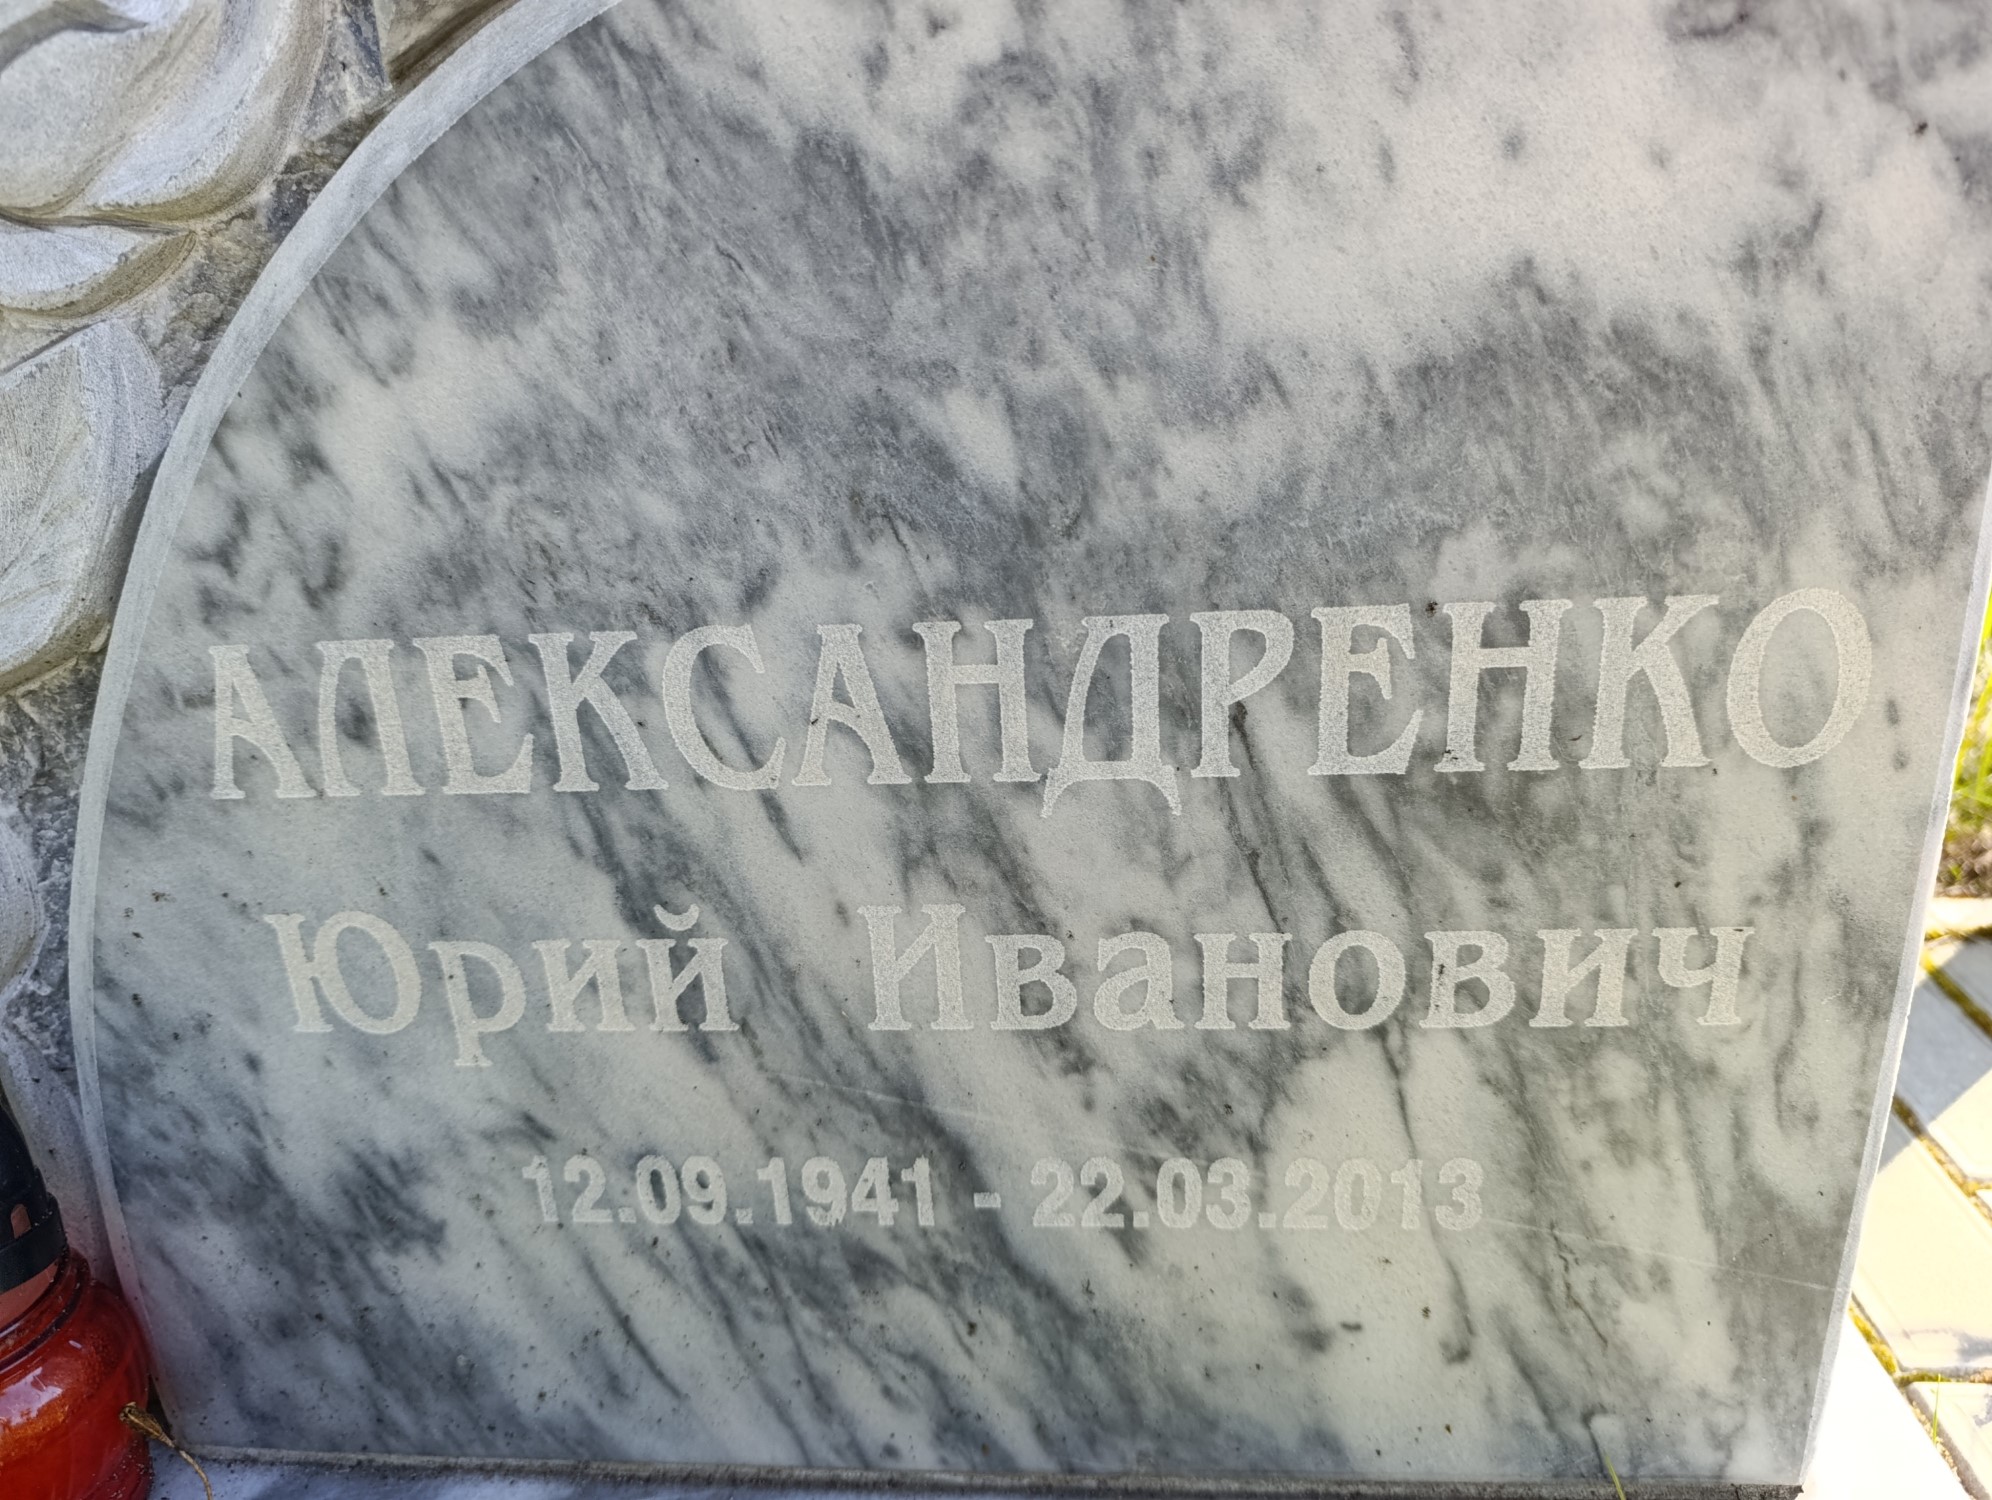 АЛЕКСАНДРЕНКО
Юрий Иванович
12.09.1941 - 22.03.2013